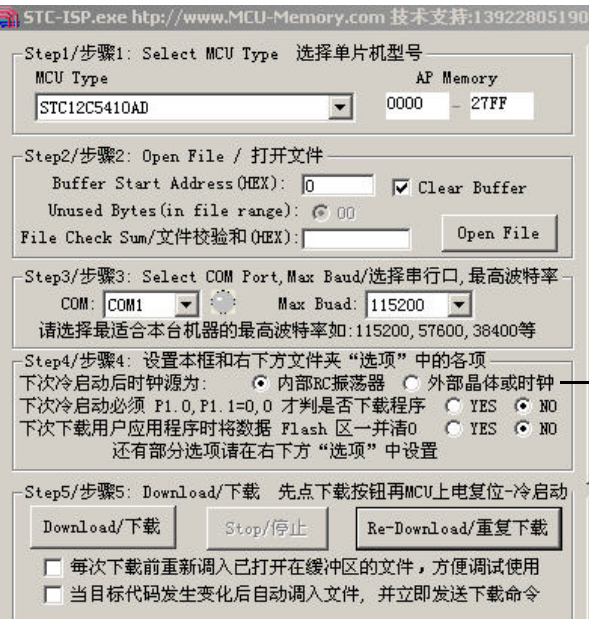 STC-ISP.exe htp://www.MCU-Memory.com 技术支持:13922805190
Step1/步骤1: Select MCU Type 选择单片机型号
MCU Type AP Memory
STC12C5410AD 0000 - 27FF
Step2/步骤2: Open File / 打开文件
Buffer Start Address(HEX): 0 Clear Buffer
Unused Bytes(in file range): 00
File Check Sum/文件校验和(HEX): Open File
Step3/步骤3: Select COM Port,Max Baud/选择串行口,最高波特率
COM: COM1 Max Buad: 115200
请选择最适合本台机器的最高波特率如:115200,57600,38400等
Step4/步骤4: 设置本框和右下方文件夹“选项”中的各项
下次冷启动后时钟源为: 内部RC振荡器 外部晶体或时钟
下次冷启动必须 P1.0,P1.1=0,0 才判是否下载程序 YES NO
下次下载用户应用程序时将数据 Flash 区一并清0 YES NO
还有部分选项请在右下方“选项”中设置
Step5/步骤5: Download/下载 先点下载按钮再MCU上电复位-冷启动
Download/下载 Stop/停止 Re-Download/重复下载
每次下载前重新调入已打开在缓冲区的文件，方便调试使用
当目标代码发生变化后自动调入文件, 并立即发送下载命令